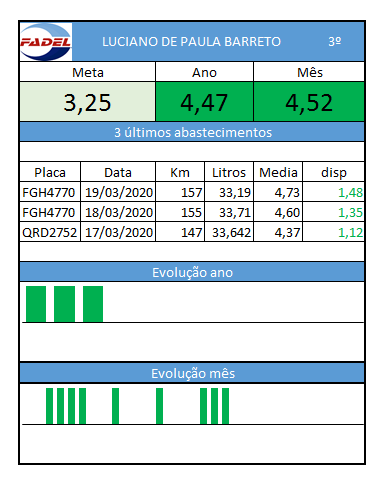 FADEL LUCIANO DE PAULA BARRETO 3º
Meta Ano Mês
3,25 4,47 4,52
3 últimos abastecimentos
Placa Data Km Litros Media disp
FGH4770 19/03/2020 157 33,19 4,73 1,48
FGH4770 18/03/2020 155 33,71 4,60 1,35
QRD2752 17/03/2020 147 33,642 4,37 1,12
Evolução ano
Evolução mês